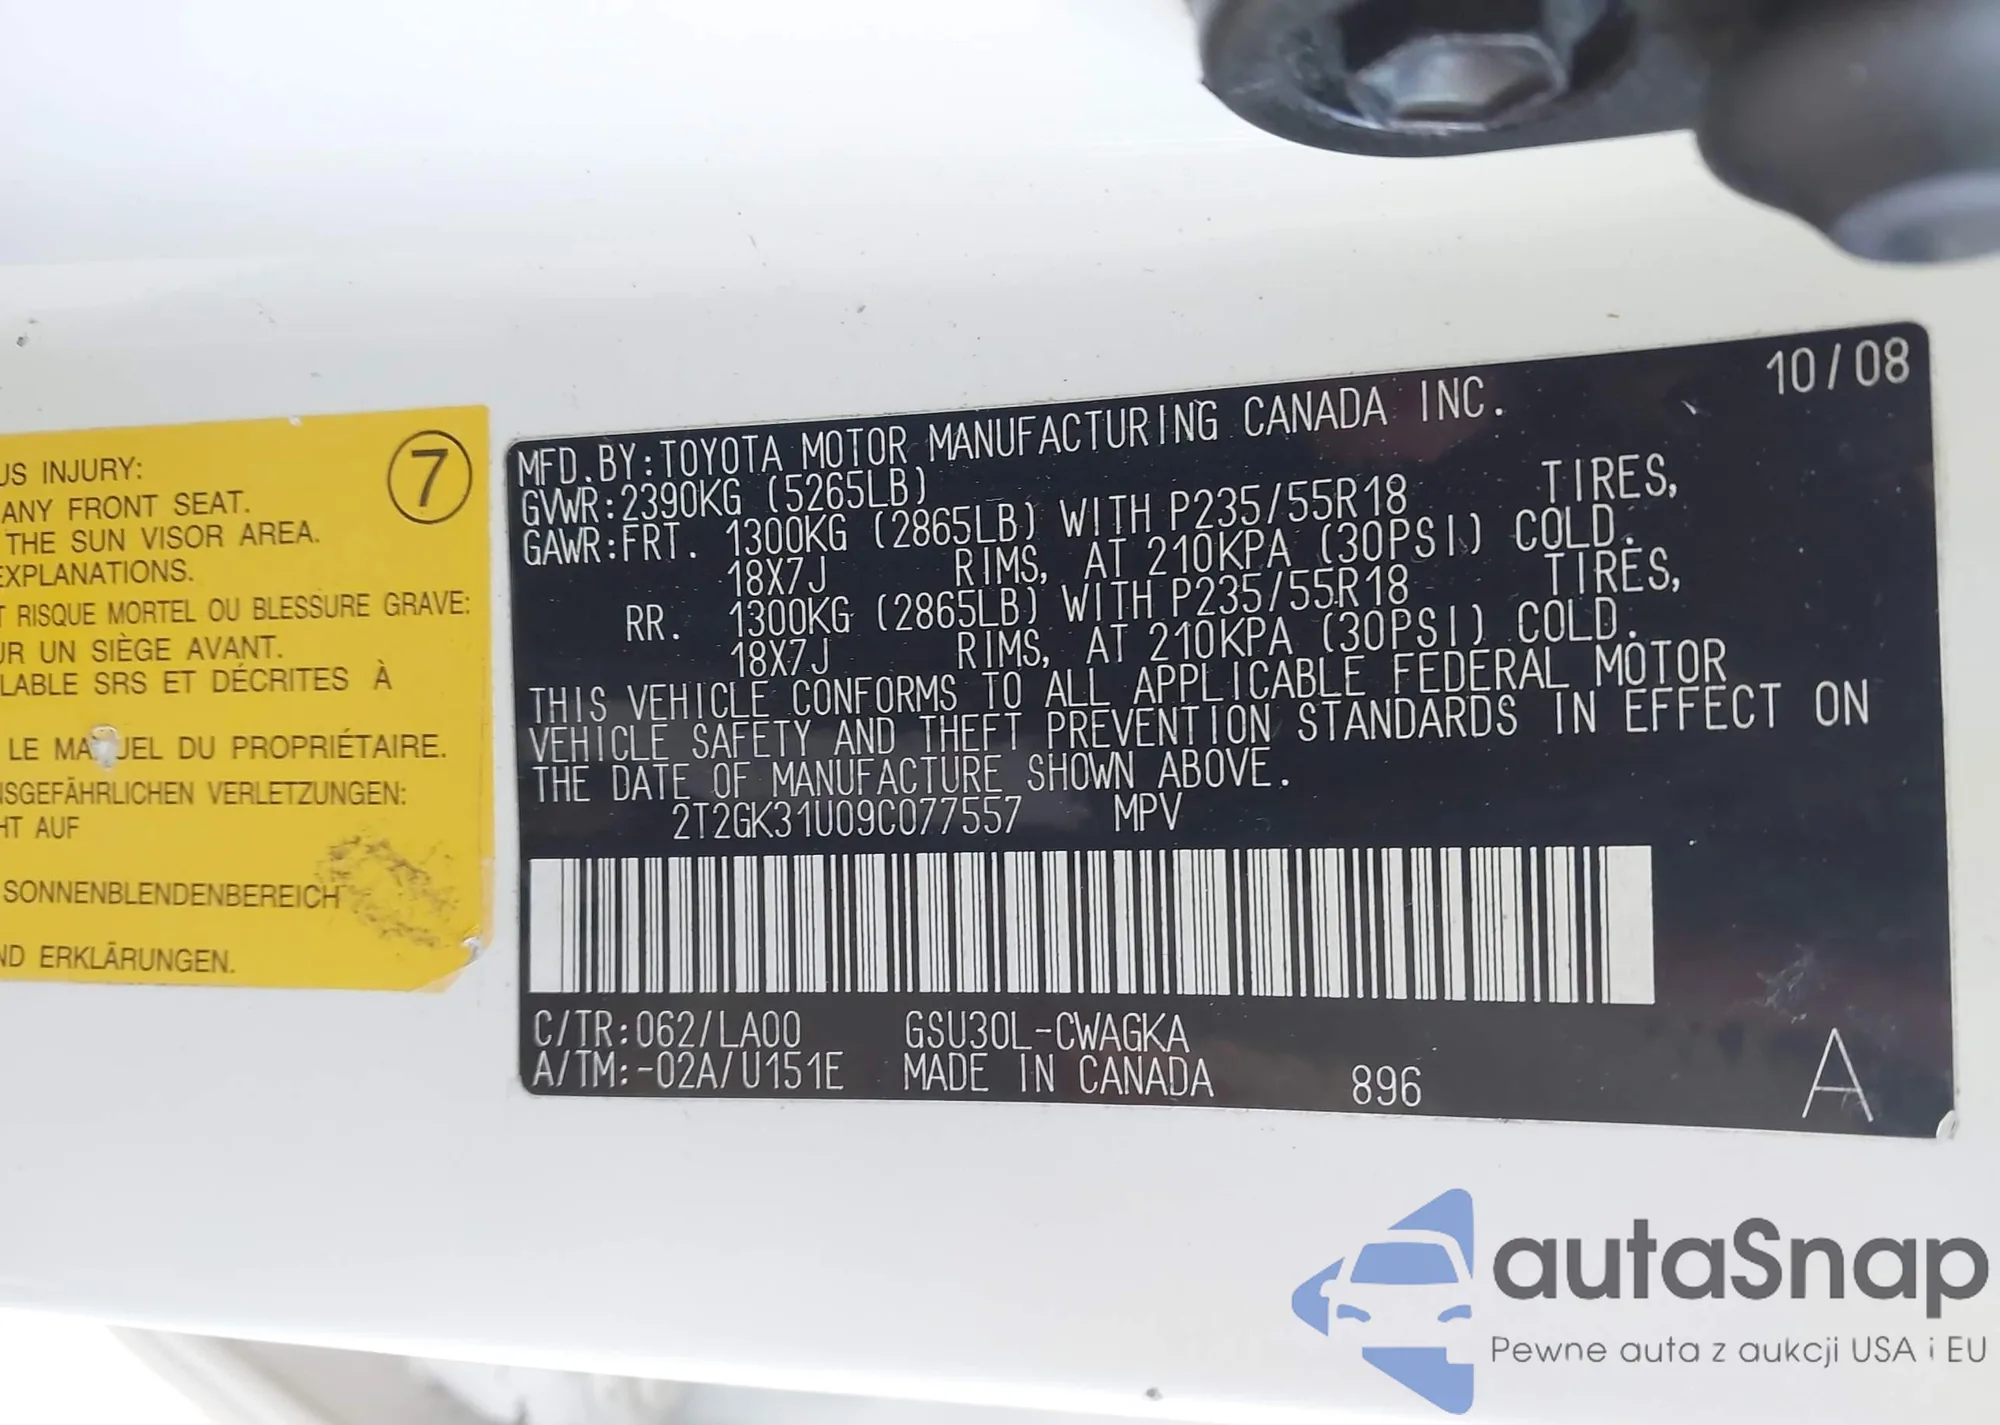 US INJURY:
ANY FRONT SEAT.
THE SUN VISOR AREA.
EXPLANATIONS.
T RISQUE MORTEL OU BLESSURE GRAVE:
UR UN SIÈGE AVANT.
LABLE SRS ET DÉCRITES À
LE MANUEL DU PROPRIÉTAIRE.
NSGEFÄHRLICHEN VERLETZUNGEN:
HT AUF
SONNENBLENDENBEREICH
ND ERKLÄRUNGEN.
7
10/08
MFD.BY:TOYOTA MOTOR MANUFACTURING CANADA INC.
GVWR:2390KG (5265LB)
GAWR:FRT. 1300KG (2865LB) WITH P235/55R18 TIRES,
18X7J RIMS, AT 210KPA (30PSI) COLD.
RR. 1300KG (2865LB) WITH P235/55R18 TIRES,
18X7J RIMS, AT 210KPA (30PSI) COLD.
THIS VEHICLE CONFORMS TO ALL APPLICABLE FEDERAL MOTOR
VEHICLE SAFETY AND THEFT PREVENTION STANDARDS IN EFFECT ON
THE DATE OF MANUFACTURE SHOWN ABOVE.
2T2GK31U09C077557 MPV
C/TR:062/LA00 GSU30L-CWAGKA
A/TM:-02A/U151E MADE IN CANADA 896
A
autaSnap
Pewne auta z aukcji USA i EU